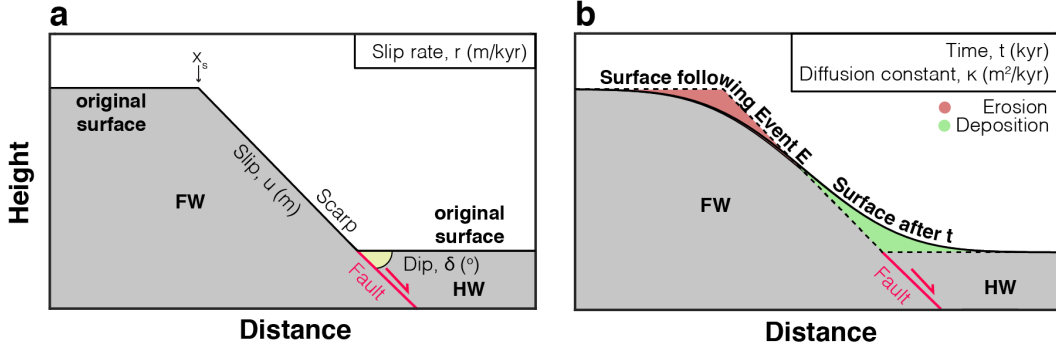 a
Slip rate, r (m/kyr)
xs
original
surface
Slip, u (m)
Scarp
FW
original
surface
Dip, δ (°)
Fault
HW
Height
Distance
b
Time, t (kyr)
Diffusion constant, κ (m²/kyr)
Erosion
Deposition
Surface following Event E
Surface after t
FW
Fault
HW
Distance